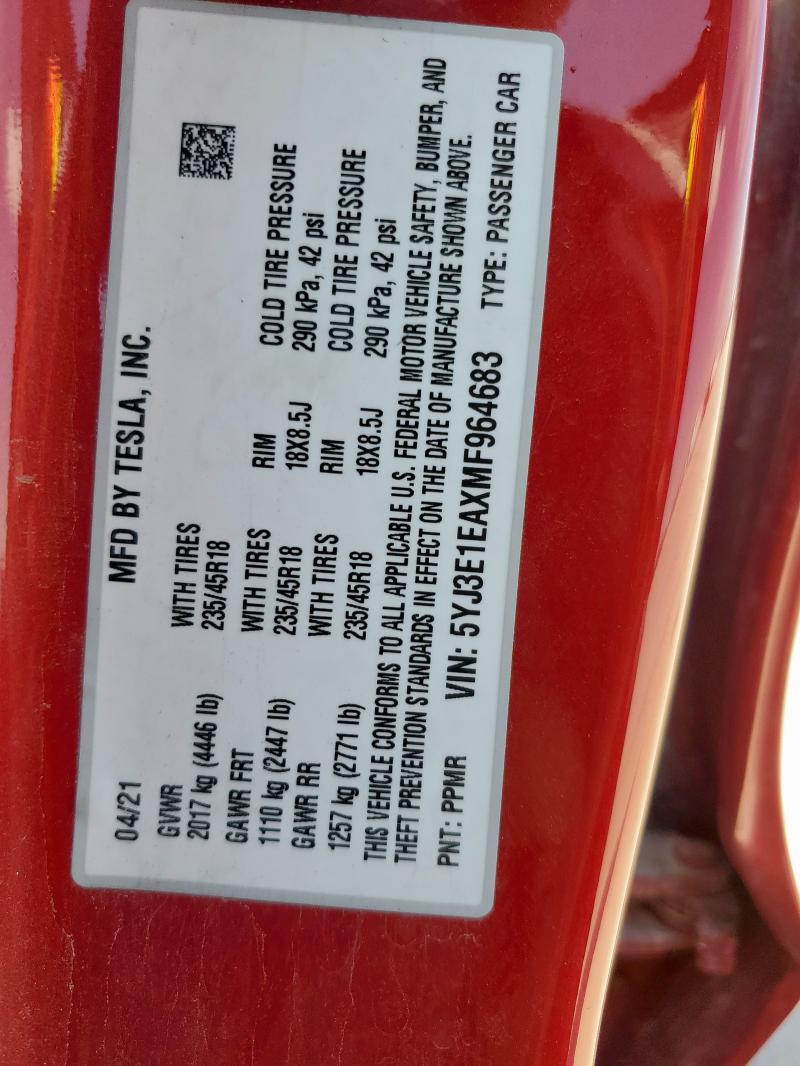 04/21 MFD BY TESLA, INC.
GVWR WITH TIRES
2017 kg (4446 lb) 235/45R18
GAWR FRT WITH TIRES RIM COLD TIRE PRESSURE
1110 kg (2447 lb) 235/45R18 18X8.5J 290 kPa, 42 psi
GAWR RR WITH TIRES RIM COLD TIRE PRESSURE
1257 kg (2771 lb) 235/45R18 18X8.5J 290 kPa, 42 psi
THIS VEHICLE CONFORMS TO ALL APPLICABLE U.S. FEDERAL MOTOR VEHICLE SAFETY, BUMPER, AND
THEFT PREVENTION STANDARDS IN EFFECT ON THE DATE OF MANUFACTURE SHOWN ABOVE.
PNT: PPMR VIN: 5YJ3E1EAXMF964683 TYPE: PASSENGER CAR